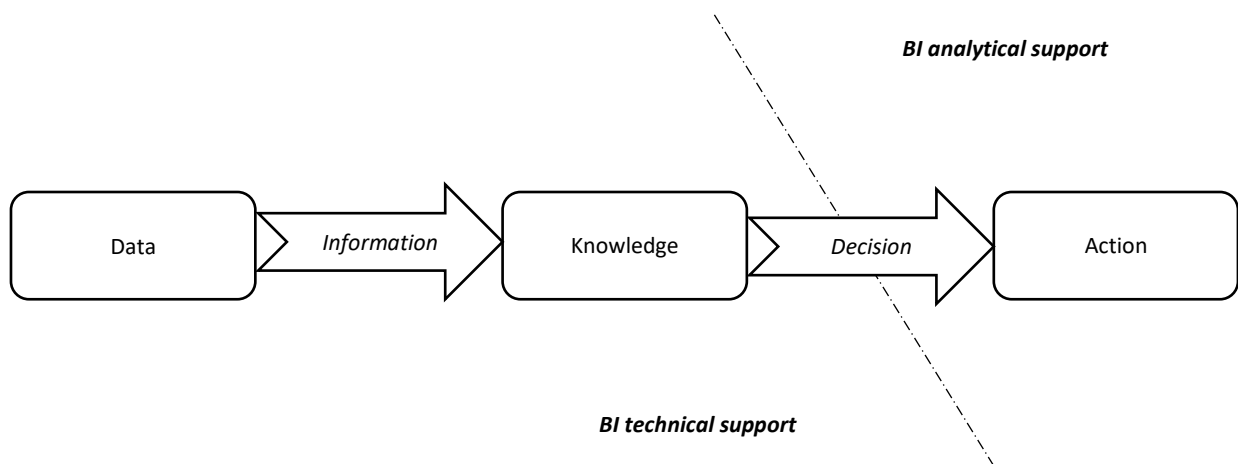 BI analytical support
Data
Information
Knowledge
Decision
Action
BI technical support